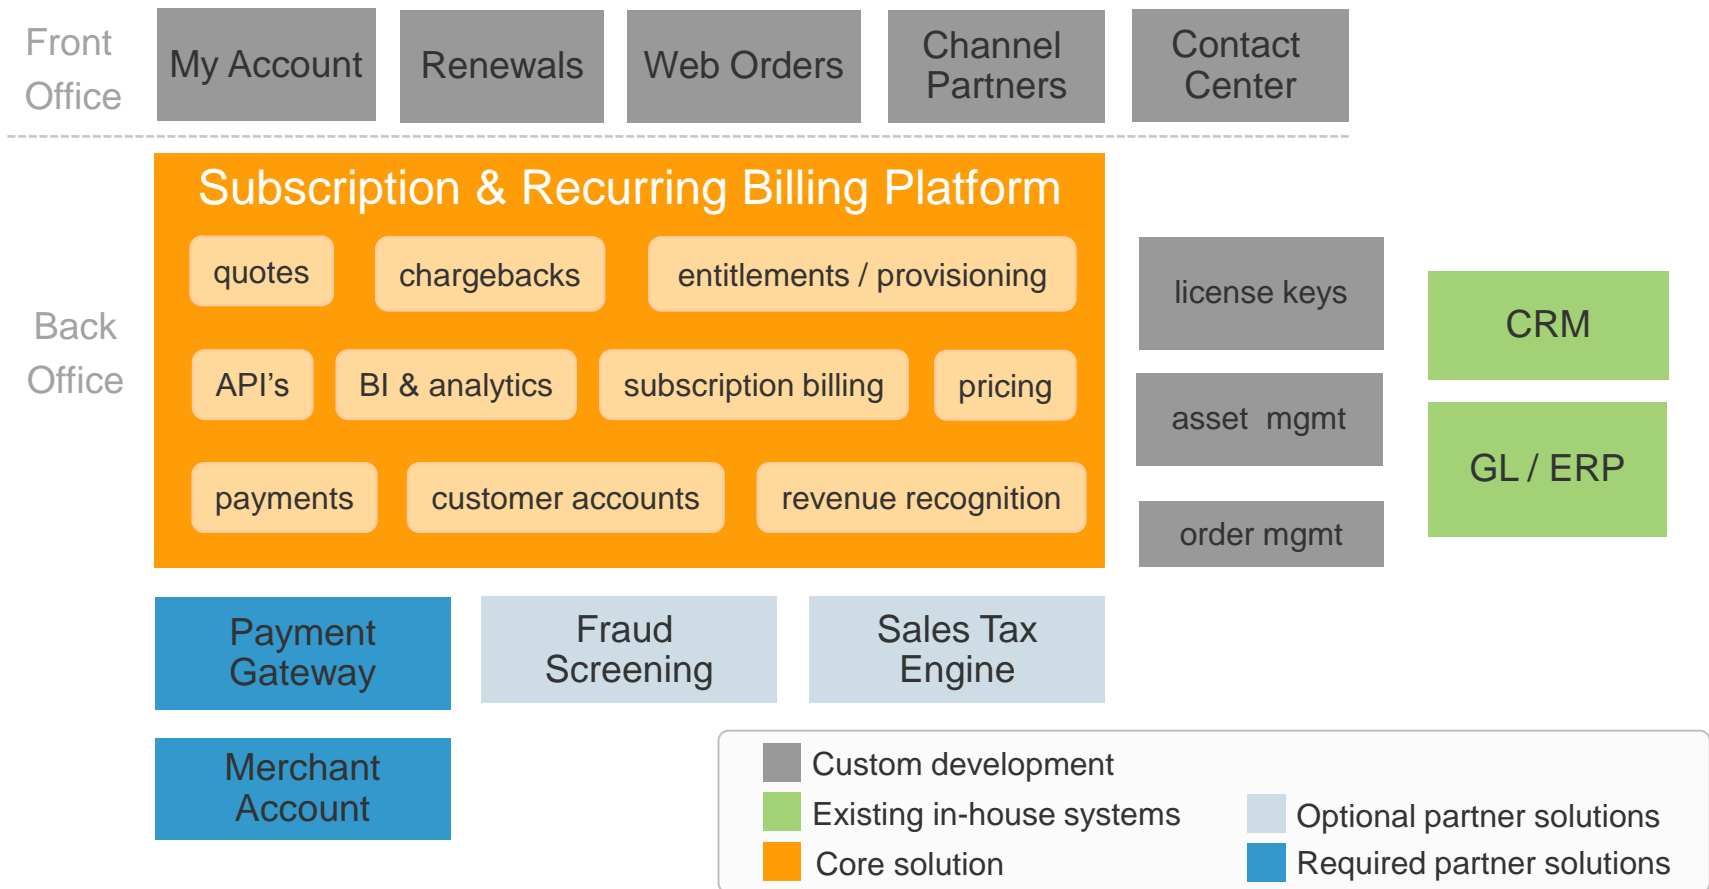 Front
Office
My Account
Renewals
Web Orders
Channel
Partners
Contact
Center
Subscription & Recurring Billing Platform
quotes
chargebacks
entitlements / provisioning
Back
Office
API's
BI & analytics
subscription billing
pricing
payments
customer accounts
revenue recognition
license keys
asset mgmt
order mgmt
CRM
GL / ERP
Payment
Gateway
Fraud
Screening
Sales Tax
Engine
Merchant
Account
Custom development
Existing in-house systems
Core solution
Optional partner solutions
Required partner solutions